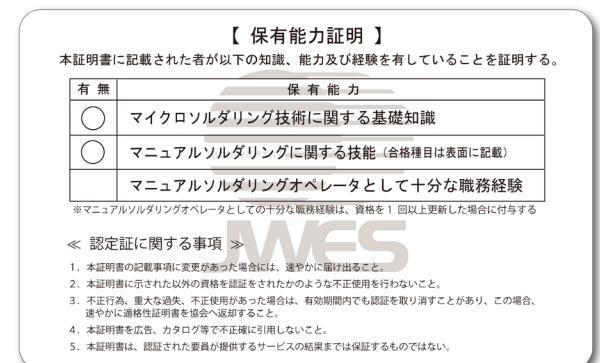 【 保有能力証明 】
本証明書に記載された者が以下の知識、能力及び経験を有していることを証明する。
有 無 保 有 能 力
◯ マイクロソルダリング技術に関する基礎知識
◯ マニュアルソルダリングに関する技能（合格種目は表面に記載）
マニュアルソルダリングオペレータとして十分な職務経験
※マニュアルソルダリングオペレータとしての十分な職務経験は、資格を 1 回以上更新した場合に付与する
≪ 認定証に関する事項 ≫
JWES
1．本証明書の記載事項に変更があった場合には、速やかに届け出ること。
2．本証明書に示された以外の資格を認証をされたかのような不正使用を行わないこと。
3．不正行為、重大な過失、不正使用があった場合は、有効期間内でも認証を取り消すことがあり、この場合、
速やかに適格性証明書を協会へ返却すること。
4．本証明書を広告、カタログ等で不正確に引用しないこと。
5．本証明書は、認証された要員が提供するサービスの結果までは保証するものではない。